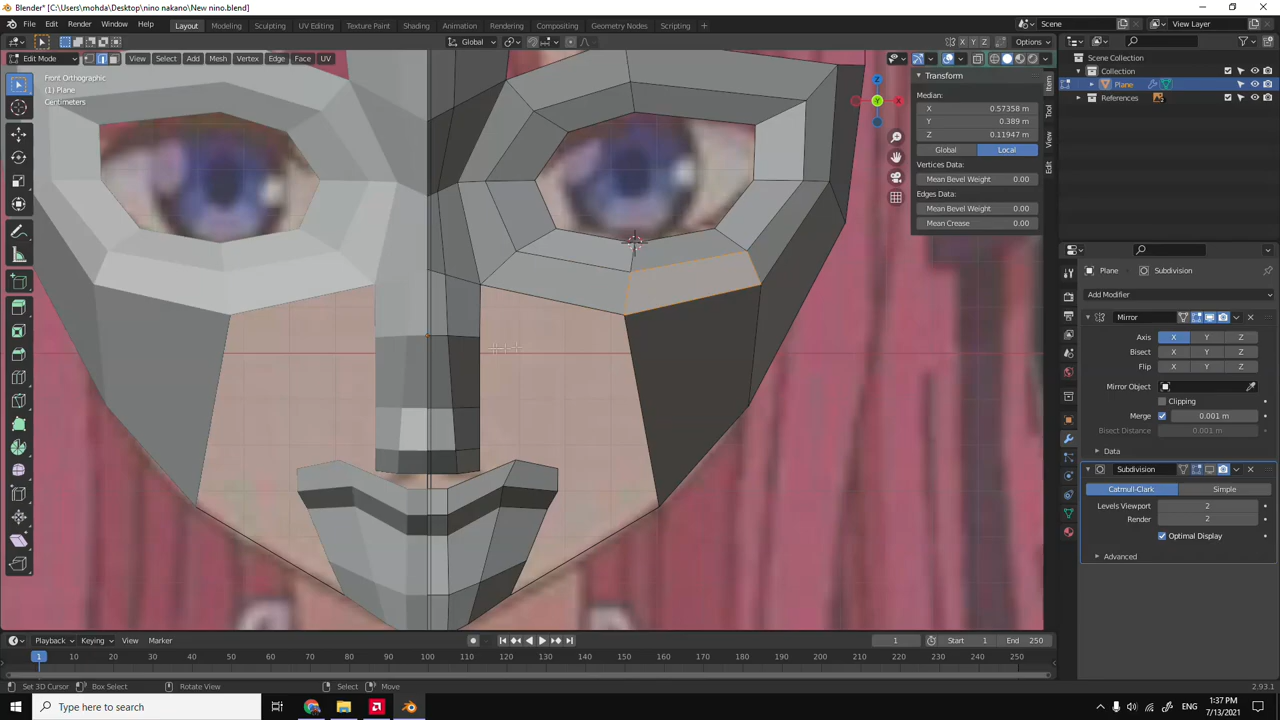 Blender* [C:\Users\mohda\Desktop\nino nakano\New nino.blend]
File Edit Render Window Help
Layout Modeling Sculpting UV Editing Texture Paint Shading Animation Rendering Compositing Geometry Nodes Scripting +
Scene View Layer
Global X Y Z Options
Edit Mode View Select Add Mesh Vertex Edge Face UV
Front Orthographic
(1) Plane
Centimeters
Transform
Median:
X 0.57358 m
Y 0.389 m
Z 0.11947 m
Global Local
Vertices Data:
Mean Bevel Weight 0.00
Edges Data:
Mean Bevel Weight 0.00
Mean Crease 0.00
Item
Tool
View
Edit
Y X Z
Scene Collection
Collection
Plane
References
Plane Subdivision
Add Modifier
Mirror
Axis X Y Z
Bisect X Y Z
Flip X Y Z
Mirror Object
Clipping
Merge 0.001 m
Bisect Distance 0.001 m
Data
Subdivision
Catmull-Clark Simple
Levels Viewport 2
Render 2
Optimal Display
Advanced
Playback Keying View Marker
1 Start 1 End 250
1 10 20 30 40 50 60 70 80 90 100 110 120 130 140 150 160 170 180 190 200 210 220 230 240 250
Set 3D Cursor Box Select Rotate View Select Move 2.93.1
Type here to search
ENG
1:37 PM
7/13/2021